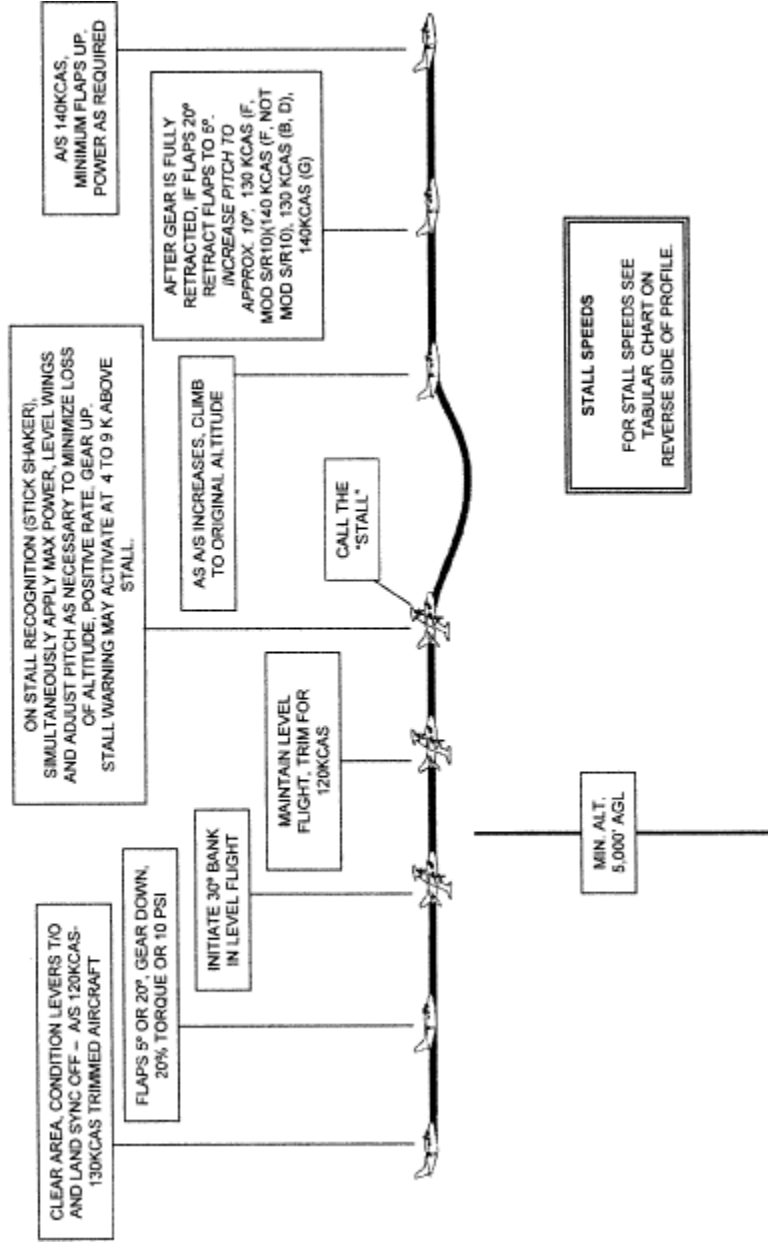 CLEAR AREA, CONDITION LEVERS T/O
AND LAND SYNC OFF – A/S 120KCAS-
130KCAS TRIMMED AIRCRAFT
FLAPS 5º OR 20º, GEAR DOWN,
20% TORQUE OR 10 PSI
INITIATE 30º BANK
IN LEVEL FLIGHT
MAINTAIN LEVEL
FLIGHT, TRIM FOR
120KCAS
ON STALL RECOGNITION (STICK SHAKER),
SIMULTANEOUSLY APPLY MAX POWER, LEVEL WINGS
AND ADJUST PITCH AS NECESSARY TO MINIMIZE LOSS
OF ALTITUDE, POSITIVE RATE, GEAR UP.
STALL WARNING MAY ACTIVATE AT 4 TO 9 K ABOVE
STALL.
CALL THE
"STALL"
AS A/S INCREASES, CLIMB
TO ORIGINAL ALTITUDE
AFTER GEAR IS FULLY
RETRACTED, IF FLAPS 20º
RETRACT FLAPS TO 5º.
INCREASE PITCH TO
APPROX. 10º, 130 KCAS (F,
MOD S/R10)(140 KCAS (F, NOT
MOD S/R10), 130 KCAS (B, D),
140KCAS (G)
A/S 140KCAS,
MINIMUM FLAPS UP.
POWER AS REQUIRED
MIN. ALT.
5,000' AGL
STALL SPEEDS
FOR STALL SPEEDS SEE
TABULAR CHART ON
REVERSE SIDE OF PROFILE.